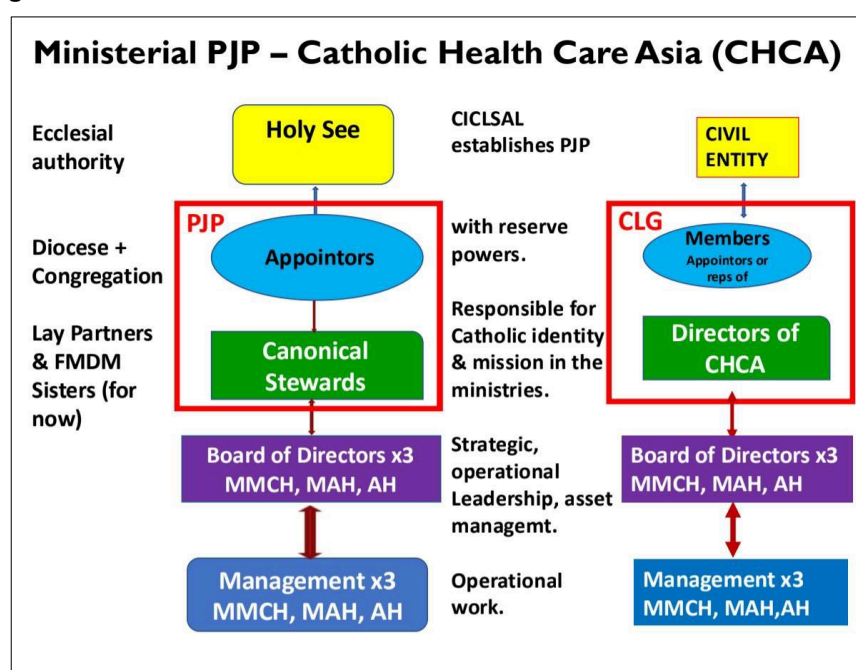 Ministerial PJP – Catholic Health Care Asia (CHCA)
Ecclesial
authority
Holy See
CICLSAL
establishes PJP
CIVIL
ENTITY
PJP
Diocese +
Congregation
Appointors
with reserve
powers.
CLG
Members
Appointors or
reps of
Lay Partners
& FMDM
Sisters (for
now)
Canonical
Stewards
Responsible for
Catholic identity
& mission in the
ministries.
Directors of
CHCA
Board of Directors x3
MMCH, MAH, AH
Strategic,
operational
Leadership, asset
managemt.
Board of Directors x3
MMCH, MAH, AH
Management x3
MMCH, MAH, AH
Operational
work.
Management x3
MMCH, MAH,AH